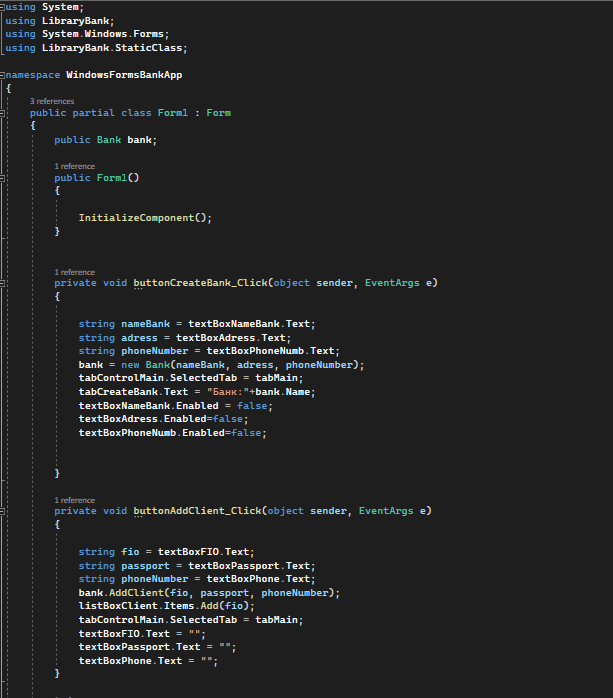 using System;
using LibraryBank;
using System.Windows.Forms;
using LibraryBank.StaticClass;
namespace WindowsFormsBankApp
{
3 references
public partial class Form1 : Form
{
public Bank bank;
1 reference
public Form1()
{
InitializeComponent();
}
1 reference
private void buttonCreateBank_Click(object sender, EventArgs e)
{
string nameBank = textBoxNameBank.Text;
string adress = textBoxAdress.Text;
string phoneNumber = textBoxPhoneNumb.Text;
bank = new Bank(nameBank, adress, phoneNumber);
tabControlMain.SelectedTab = tabMain;
tabCreateBank.Text = "Банк:"+bank.Name;
textBoxNameBank.Enabled = false;
textBoxAdress.Enabled=false;
textBoxPhoneNumb.Enabled=false;
}
1 reference
private void buttonAddClient_Click(object sender, EventArgs e)
{
string fio = textBoxFIO.Text;
string passport = textBoxPassport.Text;
string phoneNumber = textBoxPhone.Text;
bank.AddClient(fio, passport, phoneNumber);
listBoxClient.Items.Add(fio);
tabControlMain.SelectedTab = tabMain;
textBoxFIO.Text = "";
textBoxPassport.Text = "";
textBoxPhone.Text = "";
}